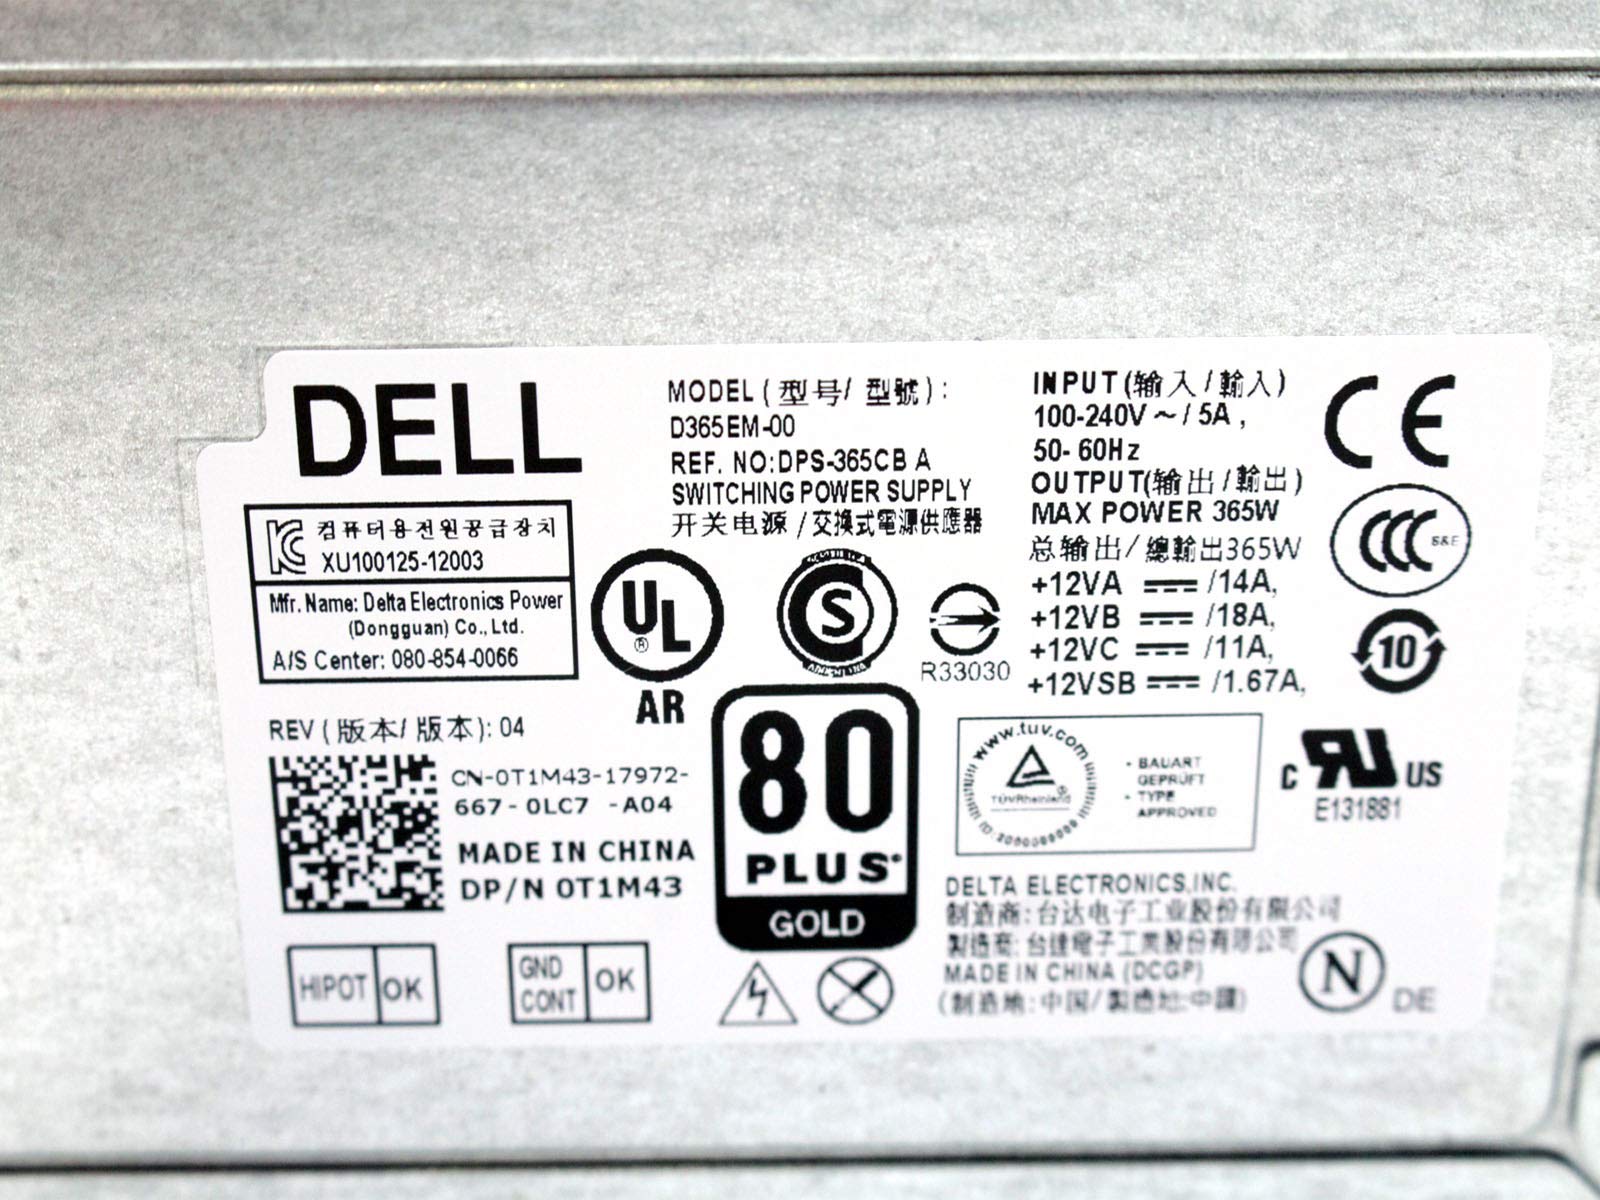 DELL
MODEL (型号/ 型號):
D365EM-00
REF. NO:DPS-365CB A
SWITCHING POWER SUPPLY
开关电源 / 交換式電源供應器
INPUT (输入/輸入)
100-240V ~ / 5A ,
50- 60Hz
OUTPUT(输出/輸出)
MAX POWER 365W
总输出/ 總輸出365W
+12VA /14A,
+12VB /18A,
+12VC /11A,
+12VSB /1.67A,
CE
CCC S&E
10
KC 컴퓨터용전원공급장치
XU100125-12003
Mfr. Name: Delta Electronics Power
(Dongguan) Co., Ltd.
A/S Center: 080-854-0066
UL ®
AR
S
ARGENTINA
R33030
REV (版本/ 版本): 04
CN-0T1M43-17972-
667- 0LC7 -A04
MADE IN CHINA
DP/N 0T1M43
80
PLUS
GOLD
www.tuv.com
TÜVRheinland ®
· BAUART
GEPRÜFT
· TYPE
APPROVED
C RU US
E131881
DELTA ELECTRONICS,INC.
制造商: 台达电子工业股份有限公司
製造商: 台達電子工業股份有限公司
MADE IN CHINA (DCGP)
(制造地:中国/製造地:中國)
N DE
HIPOT OK
GND
CONT OK